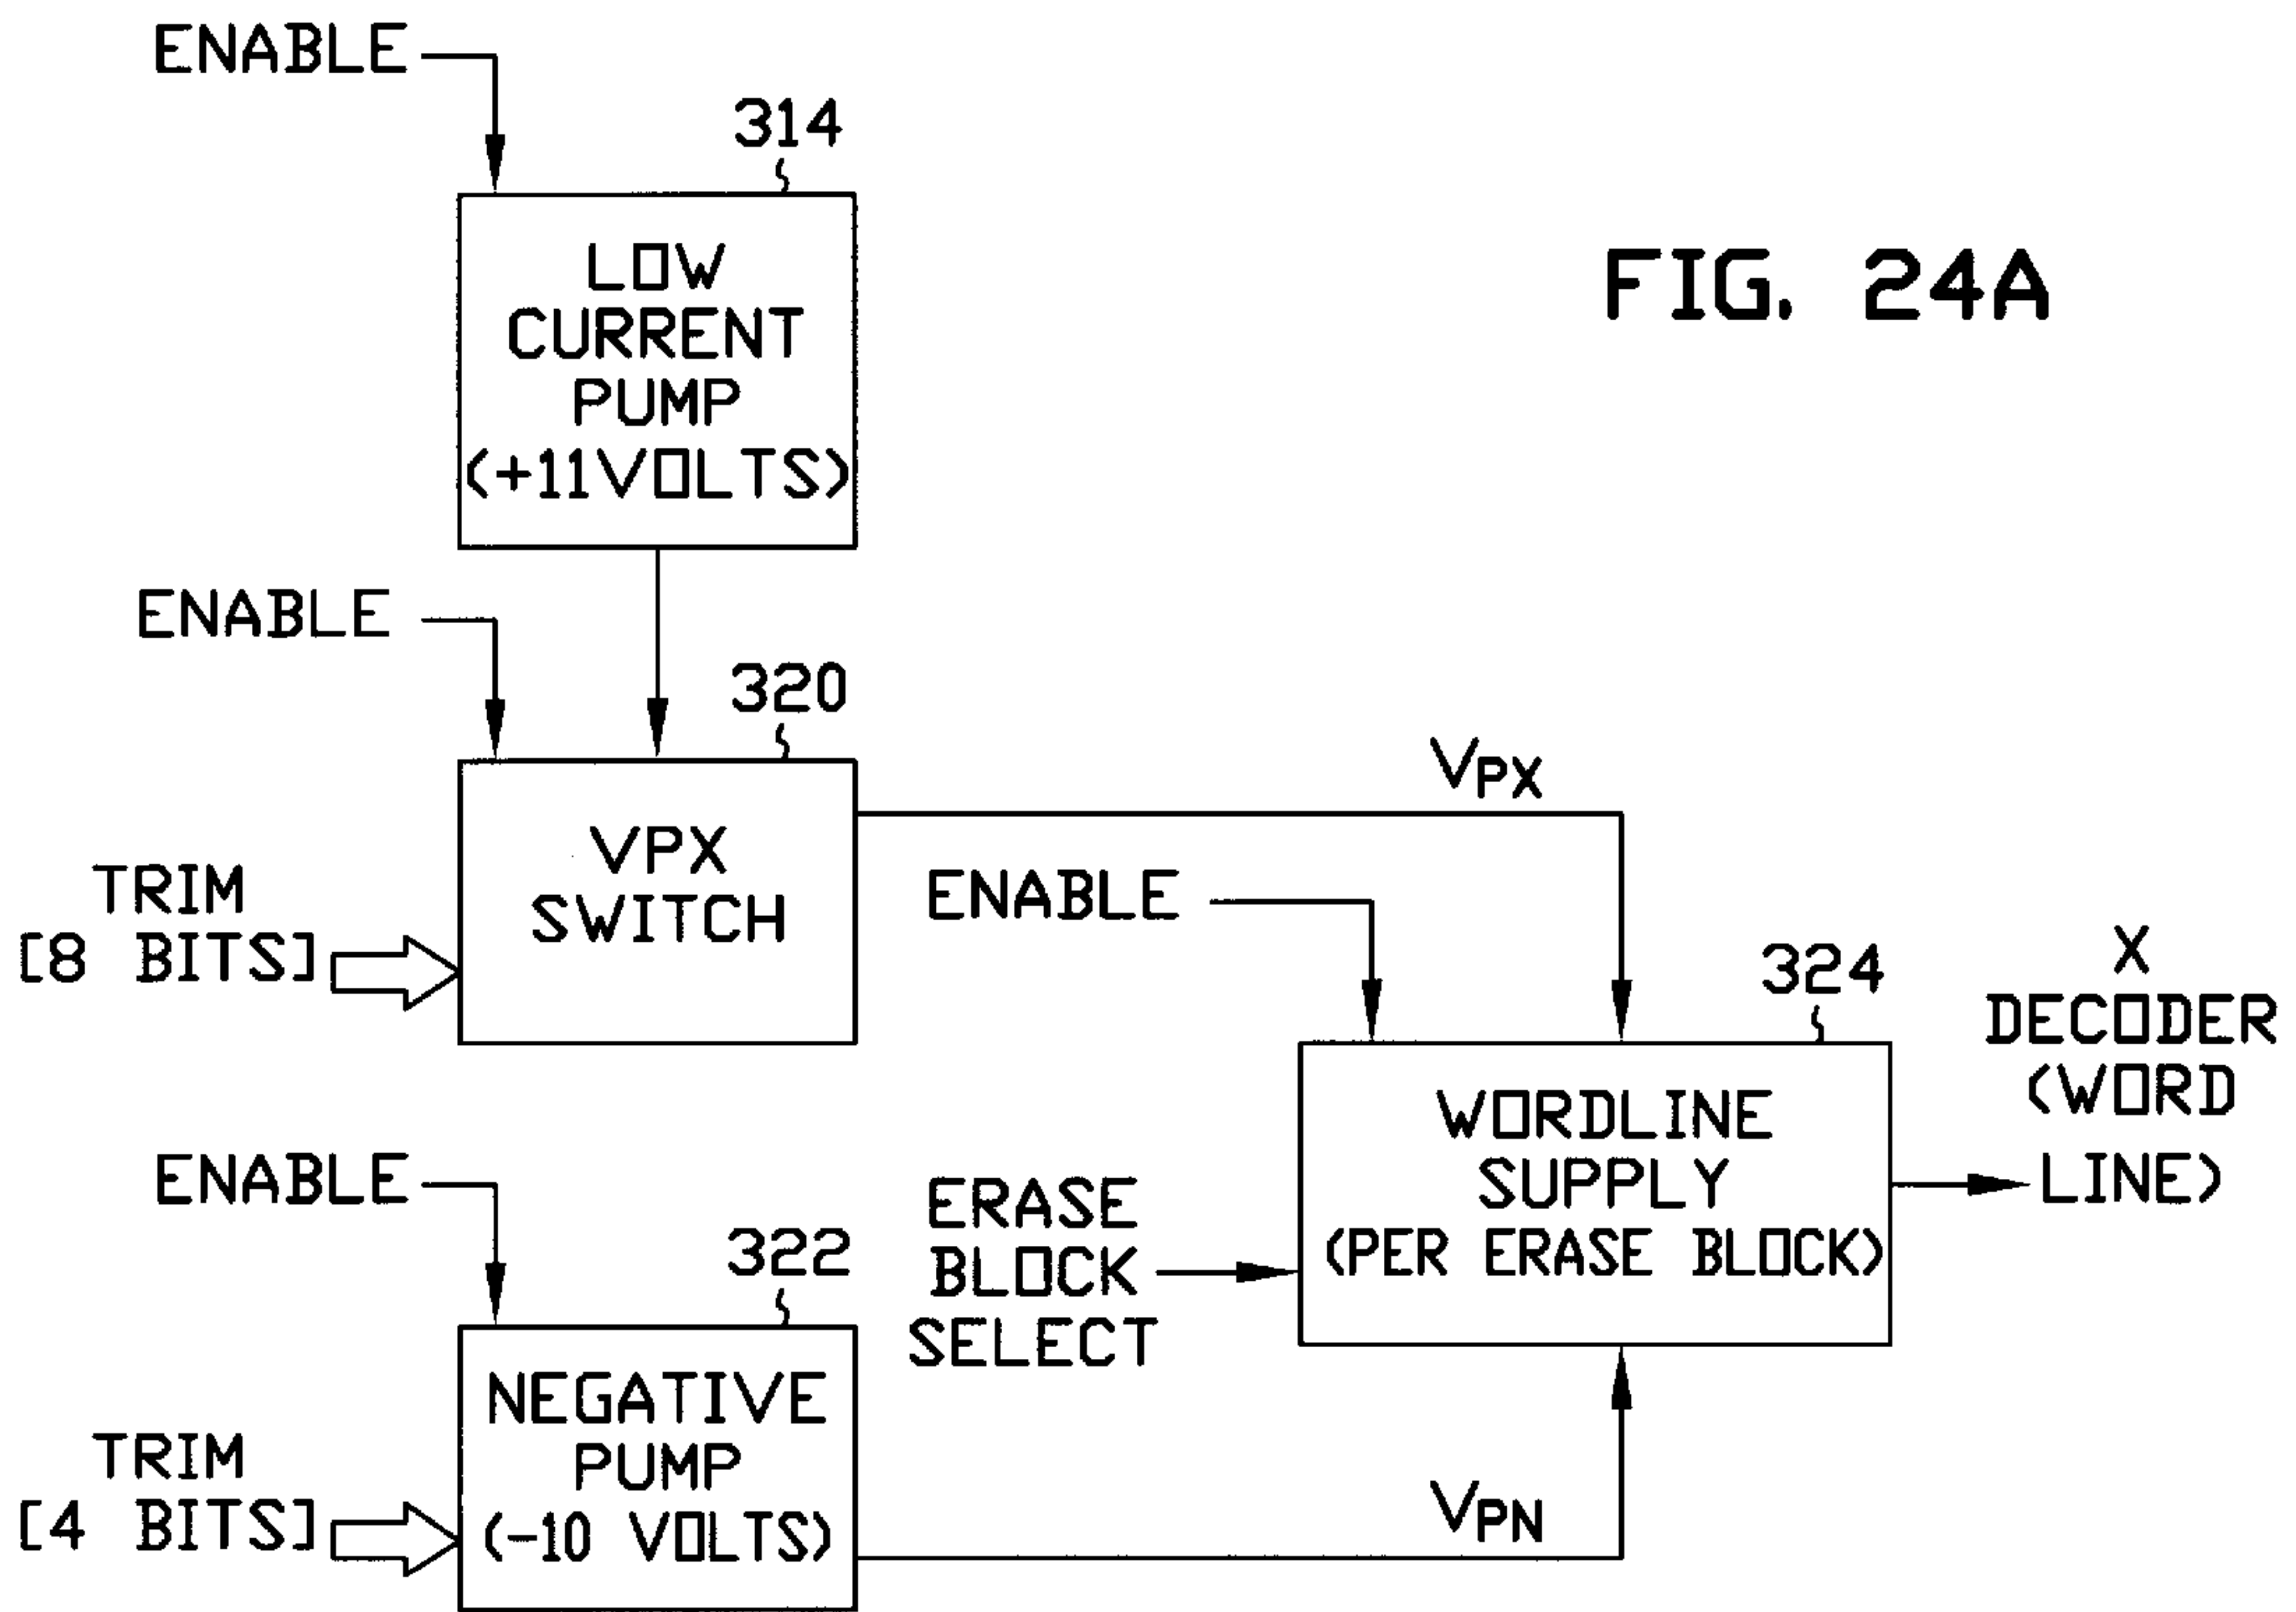 ENABLE
314
LOW
CURRENT
PUMP
(+11VOLTS)
FIG. 24A
ENABLE
320
VPX
SWITCH
TRIM
[8 BITS]
VPX
ENABLE
324
X
DECODER
(WORD
LINE)
WORDLINE
SUPPLY
(PER ERASE BLOCK)
ERASE
BLOCK
SELECT
ENABLE
322
NEGATIVE
PUMP
(-10 VOLTS)
TRIM
[4 BITS]
VPN